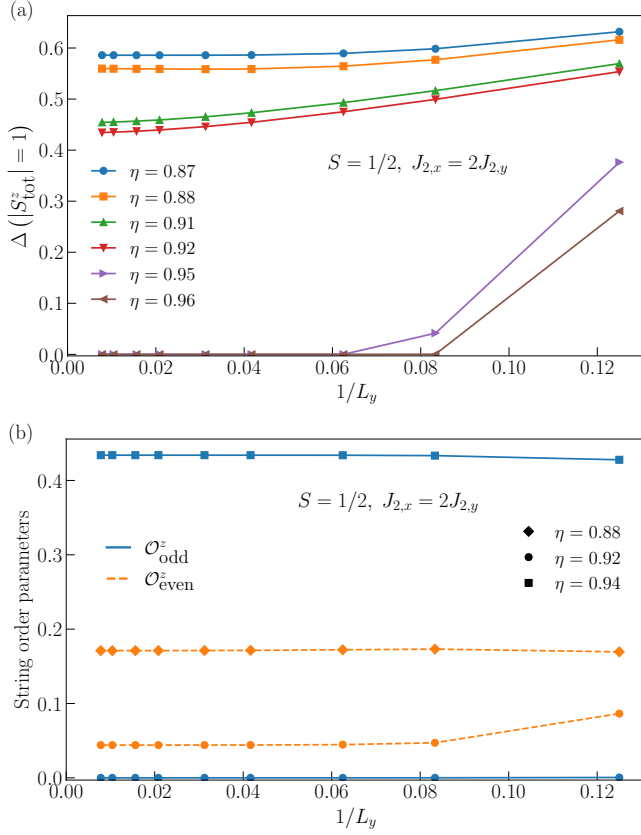 (a)
0.6
0.5
0.4
0.3
0.2
0.1
0.0
Δ (|S^z_tot| = 1)
S = 1/2, J_{2,x} = 2J_{2,y}
η = 0.87
η = 0.88
η = 0.91
η = 0.92
η = 0.95
η = 0.96
0.00 0.02 0.04 0.06 0.08 0.10 0.12
1/L_y
(b)
0.4
0.3
0.2
0.1
0.0
String order parameters
S = 1/2, J_{2,x} = 2J_{2,y}
𝒪^z_odd
𝒪^z_even
η = 0.88
η = 0.92
η = 0.94
0.00 0.02 0.04 0.06 0.08 0.10 0.12
1/L_y